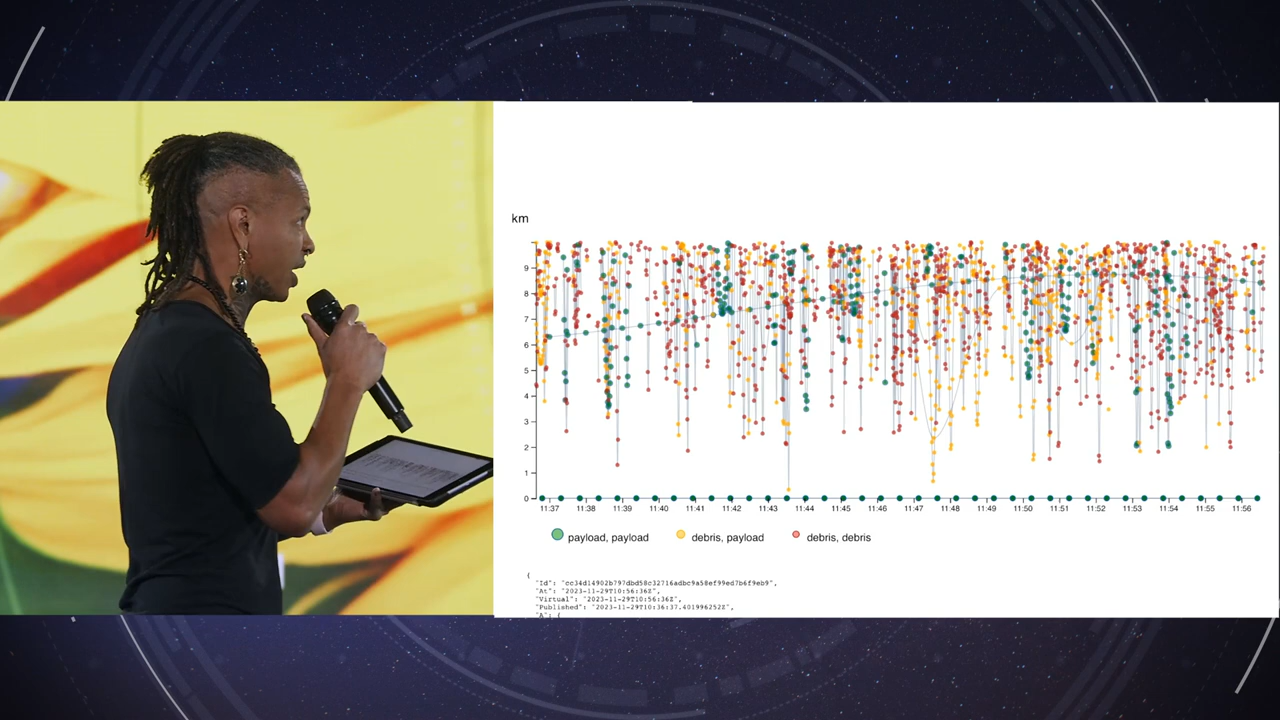 km
9
8
7
6
5
4
3
2
1
0
11:37 11:38 11:39 11:40 11:41 11:42 11:43 11:44 11:45 11:46 11:47 11:48 11:49 11:50 11:51 11:52 11:53 11:54 11:55 11:56
payload, payload debris, payload debris, debris
{
"Id": "cc34d14902b797dbd58c32716adbc9a58ef99ed7b6f9eb9",
"At": "2023-11-29T10:56:36Z",
"Virtual": "2023-11-29T10:56:36Z",
"Published": "2023-11-29T10:36:37.401996252Z",
"A": {